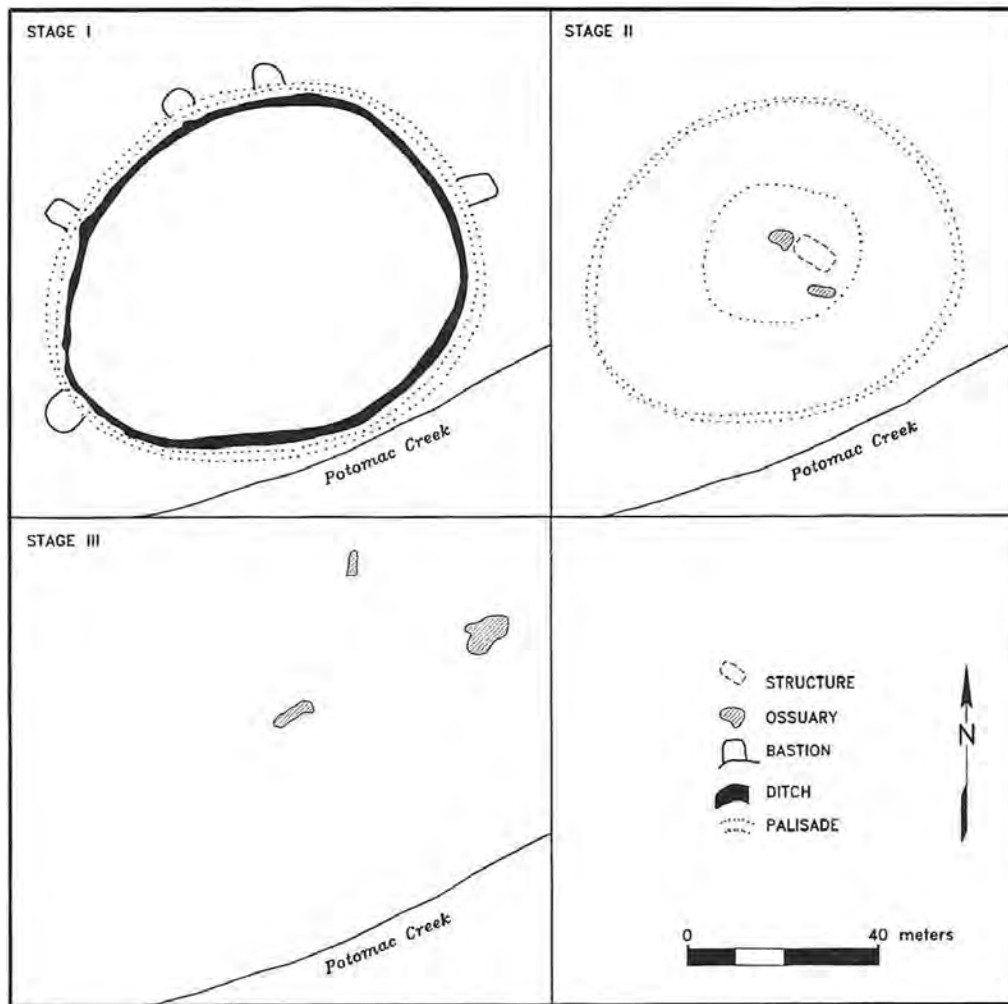 STAGE I
Potomac Creek
STAGE II
Potomac Creek
STAGE III
Potomac Creek
STRUCTURE
OSSUARY
BASTION
DITCH
PALISADE
N
0 40 meters